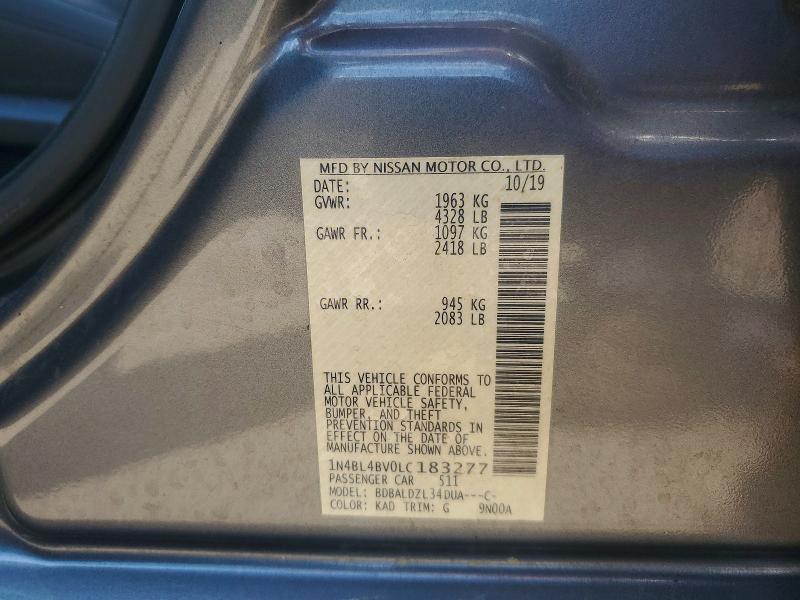 MFD BY NISSAN MOTOR CO., LTD.
DATE: 10/19
GVWR: 1963 KG
4328 LB
GAWR FR.: 1097 KG
2418 LB
GAWR RR.: 945 KG
2083 LB
THIS VEHICLE CONFORMS TO
ALL APPLICABLE FEDERAL
MOTOR VEHICLE SAFETY,
BUMPER, AND THEFT
PREVENTION STANDARDS IN
EFFECT ON THE DATE OF
MANUFACTURE SHOWN ABOVE.
1N4BL4BV0LC183277
PASSENGER CAR 511
MODEL: BDBALDZL34DUA---C-
COLOR: KAD TRIM: G 9N00A